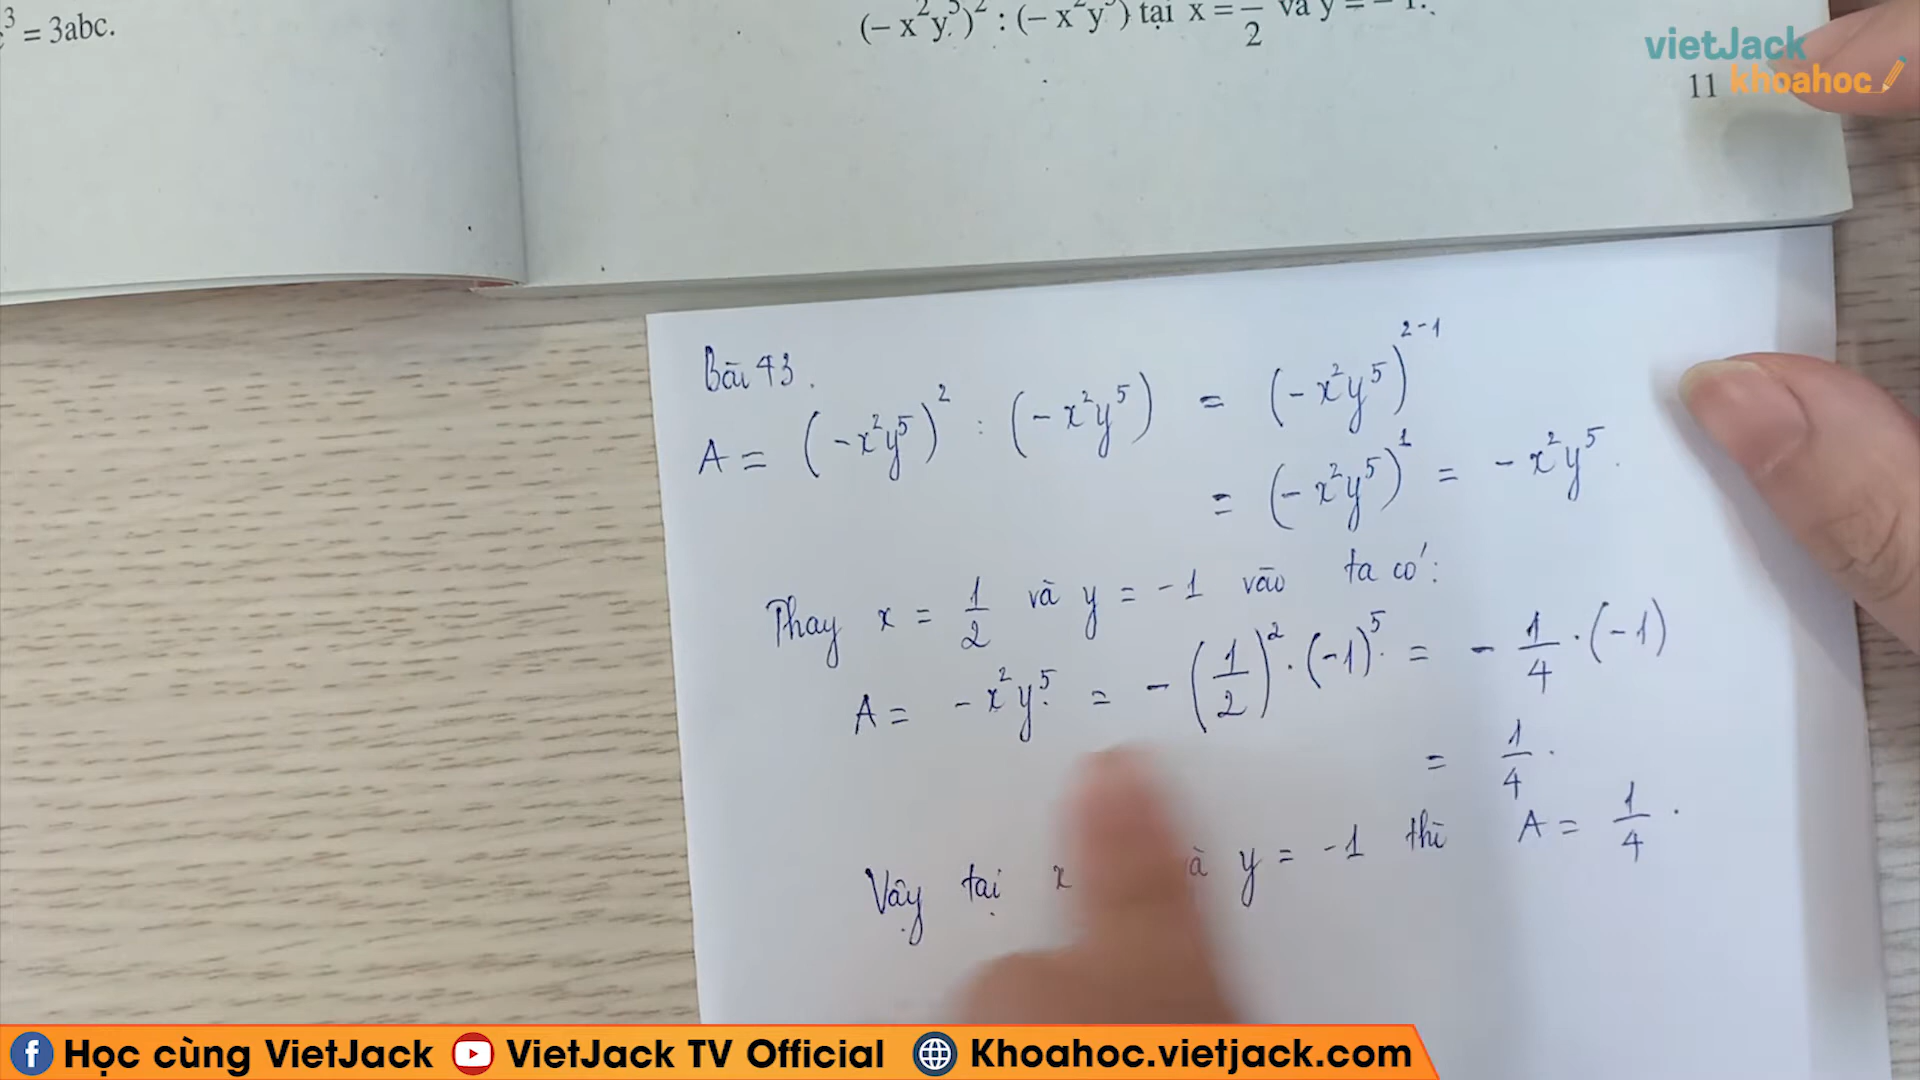 ³ = 3abc.
(– x²y⁵)² : (– x²y⁵) tại x = –/2 và y = – 1.
vietJack
11 khoahoc
Bài 43.
A = (-x²y⁵)² : (-x²y⁵) = (-x²y⁵)²⁻¹
= (-x²y⁵)¹ = -x²y⁵.
Phay x = 1/2 và y = -1 vào ta có:
A = -x²y⁵ = -(1/2)² . (-1)⁵ = -1/4 . (-1)
= 1/4.
Vậy tại x à y = -1 thì A = 1/4.
Học cùng VietJack VietJack TV Official Khoahoc.vietjack.com